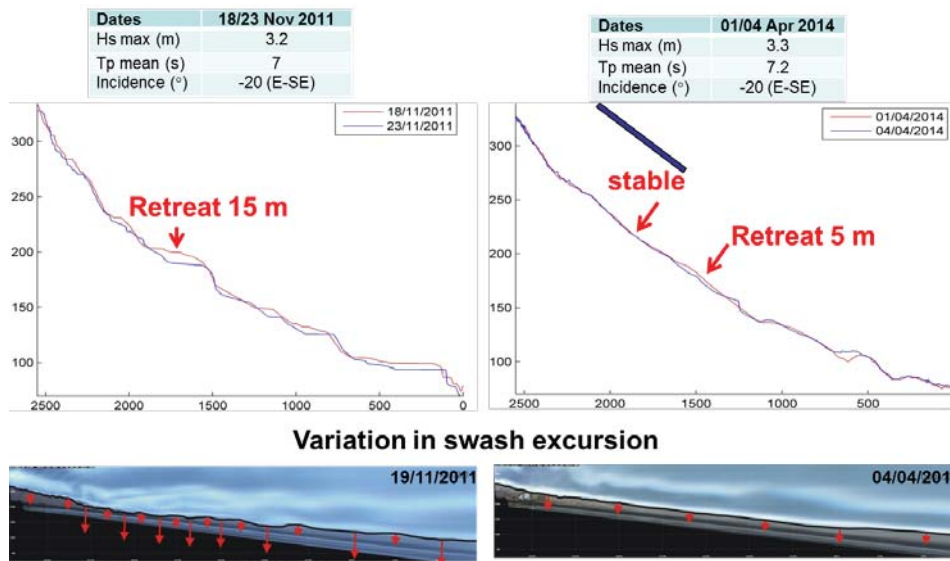 Dates 18/23 Nov 2011
Hs max (m) 3.2
Tp mean (s) 7
Incidence (°) -20 (E-SE)
Dates 01/04 Apr 2014
Hs max (m) 3.3
Tp mean (s) 7.2
Incidence (°) -20 (E-SE)
18/11/2011
23/11/2011
300
250
200
150
100
Retreat 15 m
2500 2000 1500 1000 500 0
01/04/2014
04/04/2014
300
250
200
150
100
stable
Retreat 5 m
2500 2000 1500 1000 500 0
Variation in swash excursion
19/11/2011
04/04/201